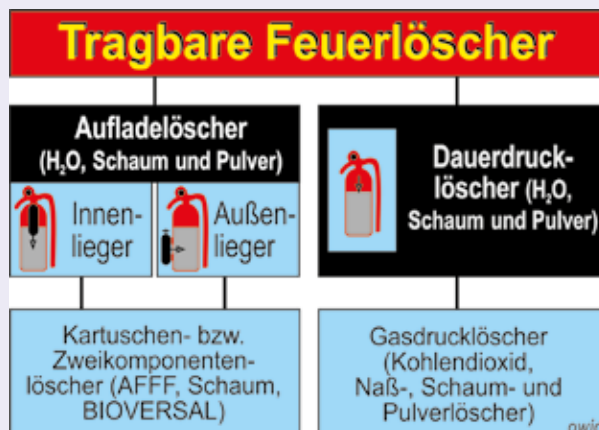 Tragbare Feuerlöscher
Aufladelöscher
(H₂O, Schaum und Pulver)
Innen-
lieger
Außen-
lieger
Dauerdruck-
löscher (H₂O,
Schaum und Pulver)
Kartuschen- bzw.
Zweikomponenten-
löscher (AFFF, Schaum,
BIOVERSAL)
Gasdrucklöscher
(Kohlendioxid,
Naß-, Schaum- und
Pulverlöscher)